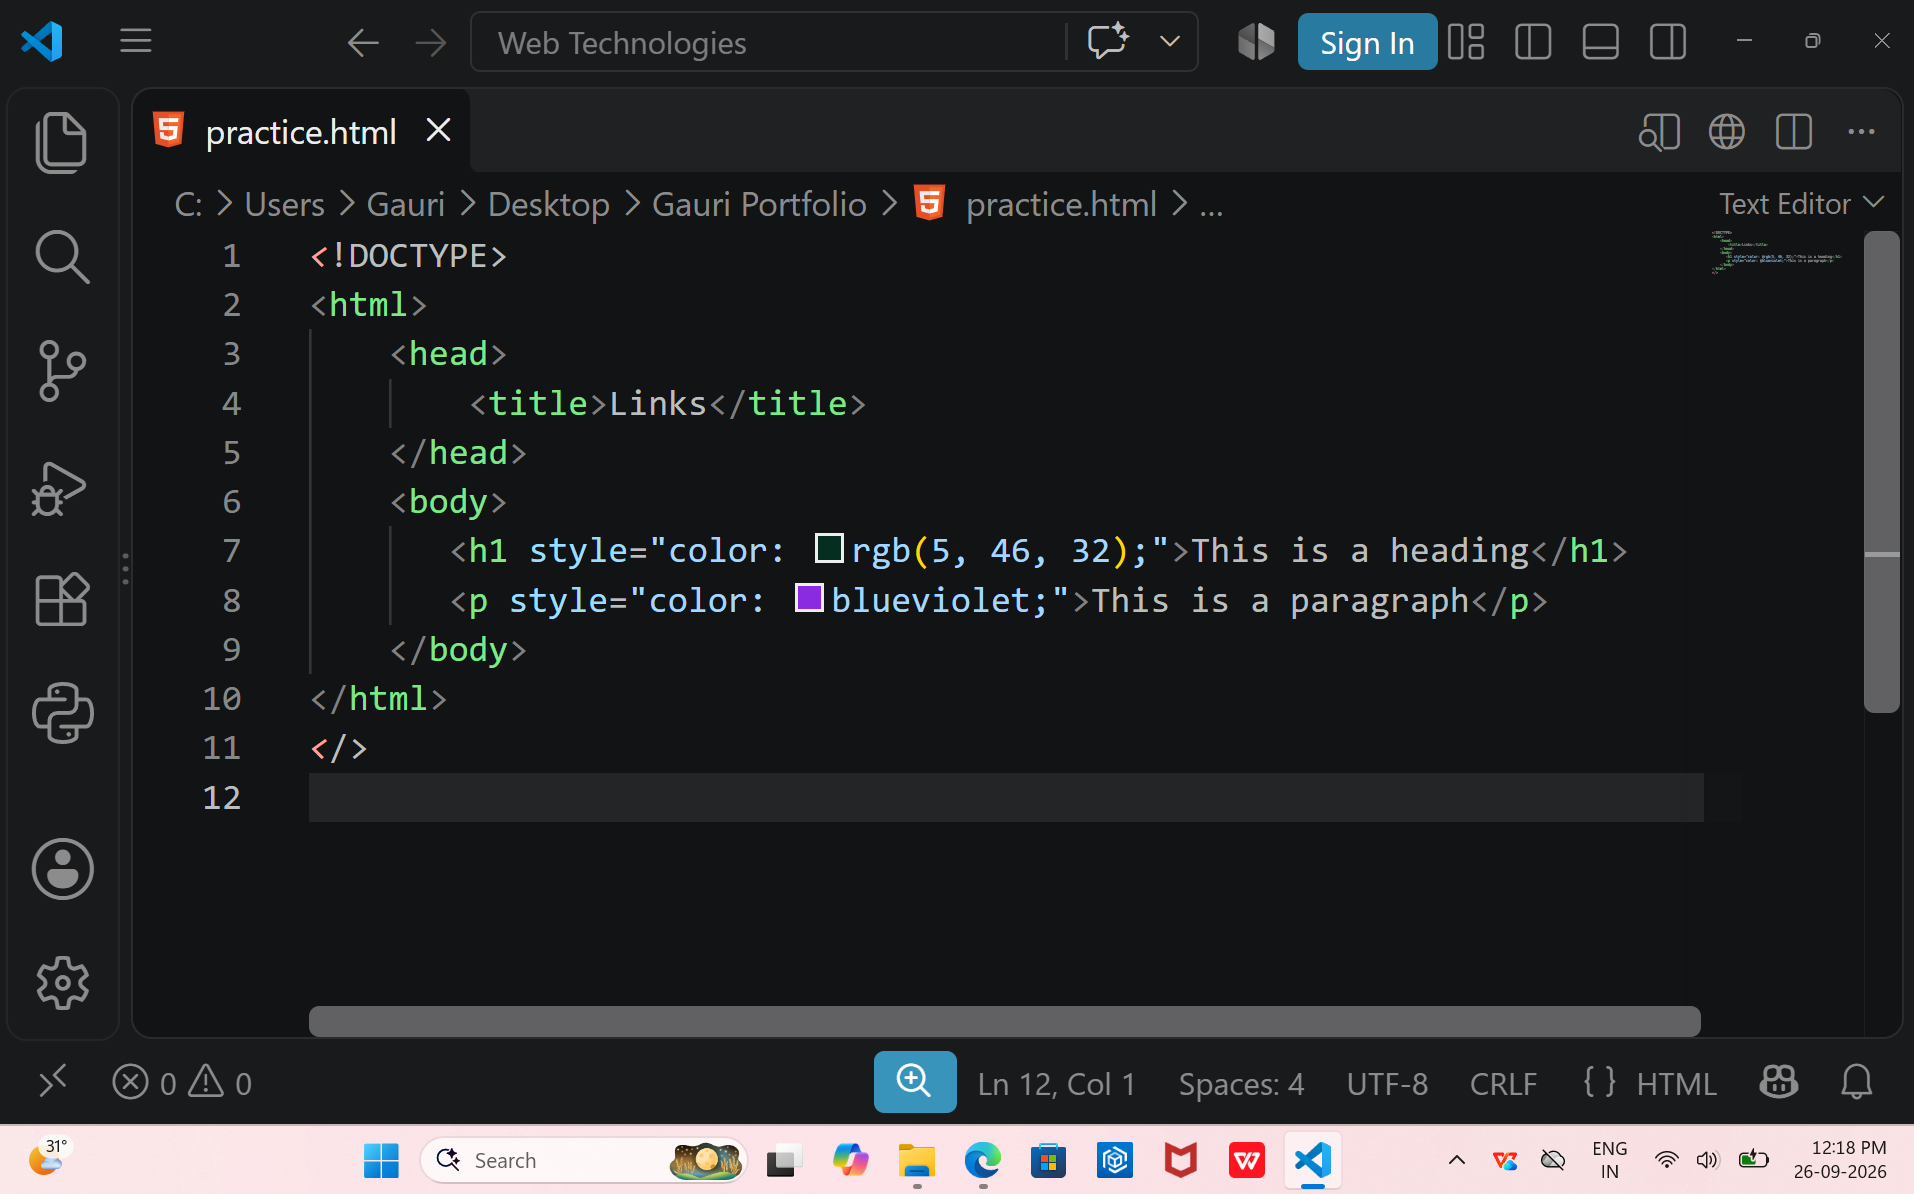 Web Technologies
Sign In
practice.html
C: > Users > Gauri > Desktop > Gauri Portfolio > practice.html > ...
Text Editor
1 <!DOCTYPE>
2 <html>
3 <head>
4 <title>Links</title>
5 </head>
6 <body>
7 <h1 style="color: rgb(5, 46, 32);">This is a heading</h1>
8 <p style="color: blueviolet;">This is a paragraph</p>
9 </body>
10 </html>
11 </>
12
0 0 Ln 12, Col 1 Spaces: 4 UTF-8 CRLF {} HTML
31° Search ENG 12:18 PM
IN 26-09-2026